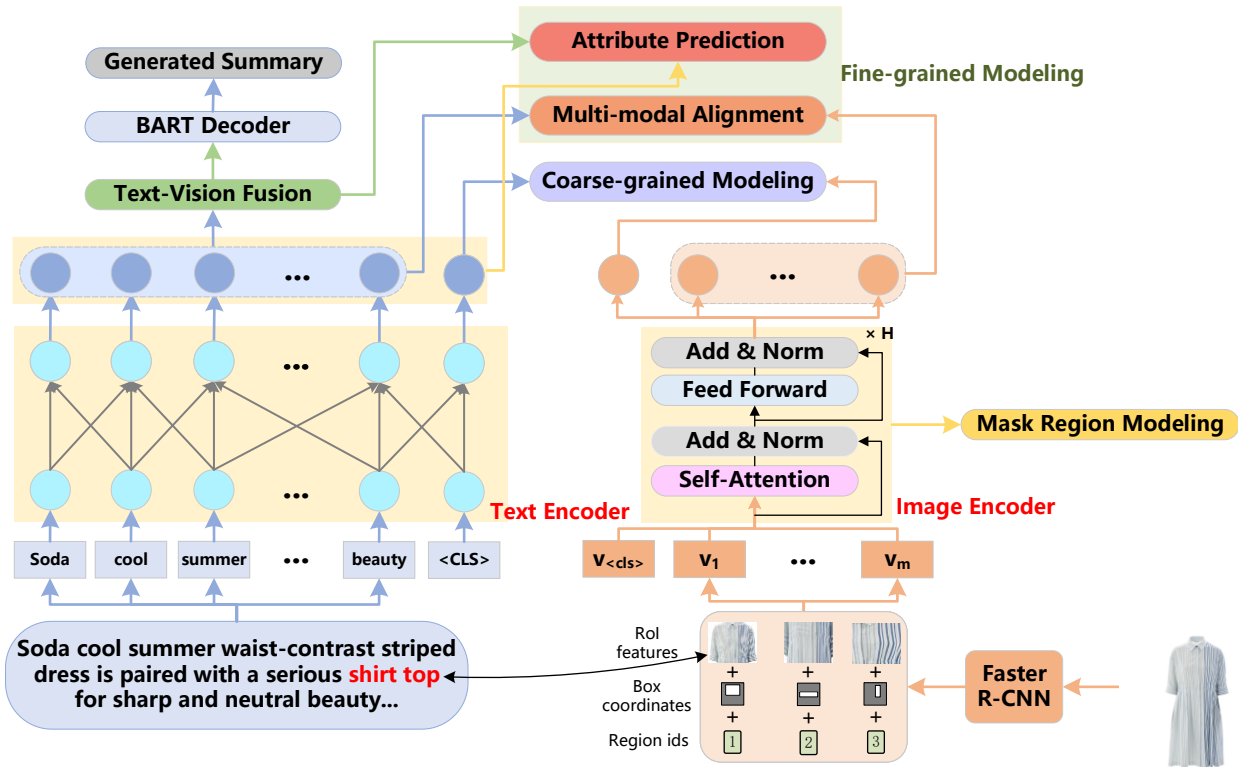 Attribute Prediction
Generated Summary
Fine-grained Modeling
BART Decoder
Multi-modal Alignment
Text-Vision Fusion
Coarse-grained Modeling
...
...
× H
Add & Norm
...
Feed Forward
Add & Norm
Mask Region Modeling
Self-Attention
...
Text Encoder
Image Encoder
Soda
cool
summer
...
beauty
<CLS>
v<cls>
v1
...
vm
Soda cool summer waist-contrast striped
dress is paired with a serious shirt top
for sharp and neutral beauty...
RoI
features
+ + +
Box
coordinates
+ + +
Region ids
1
2
3
Faster
R-CNN